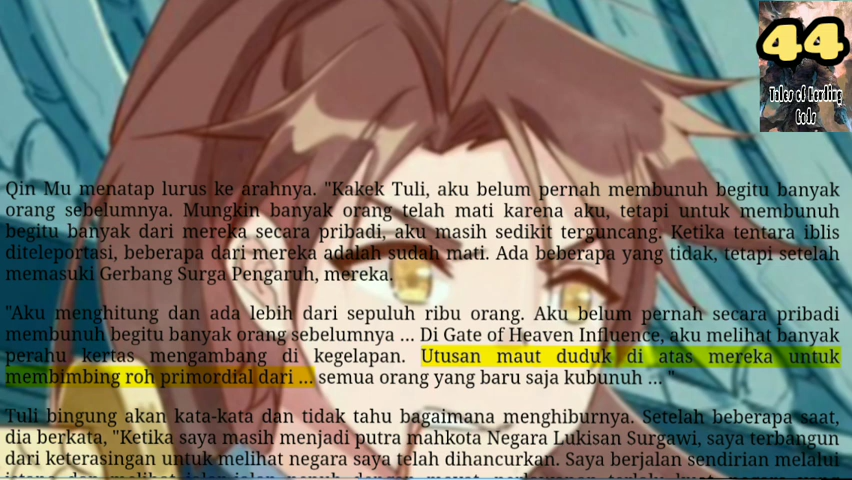 44
Tales of Herding
Gods
Qin Mu menatap lurus ke arahnya. "Kakek Tuli, aku belum pernah membunuh begitu banyak
orang sebelumnya. Mungkin banyak orang telah mati karena aku, tetapi untuk membunuh
begitu banyak dari mereka secara pribadi, aku masih sedikit terguncang. Ketika tentara iblis
diteleportasi, beberapa dari mereka adalah sudah mati. Ada beberapa yang tidak, tetapi setelah
memasuki Gerbang Surga Pengaruh, mereka.
"Aku menghitung dan ada lebih dari sepuluh ribu orang. Aku belum pernah secara pribadi
membunuh begitu banyak orang sebelumnya ... Di Gate of Heaven Influence, aku melihat banyak
perahu kertas mengambang di kegelapan. Utusan maut duduk di atas mereka untuk
membimbing roh primordial dari ... semua orang yang baru saja kubunuh ... "
Tuli bingung akan kata-kata dan tidak tahu bagaimana menghiburnya. Setelah beberapa saat,
dia berkata, "Ketika saya masih menjadi putra mahkota Negara Lukisan Surgawi, saya terbangun
dari keterasingan untuk melihat negara saya telah dihancurkan. Saya berjalan sendirian melalui